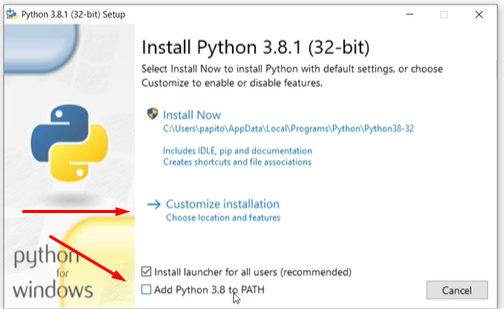 Python 3.8.1 (32-bit) Setup
Install Python 3.8.1 (32-bit)
Select Install Now to install Python with default settings, or choose
Customize to enable or disable features.
Install Now
C:\Users\papito\AppData\Local\Programs\Python\Python38-32
Includes IDLE, pip and documentation
Creates shortcuts and file associations
Customize installation
Choose location and features
python
for
windows
Install launcher for all users (recommended)
Add Python 3.8 to PATH
Cancel